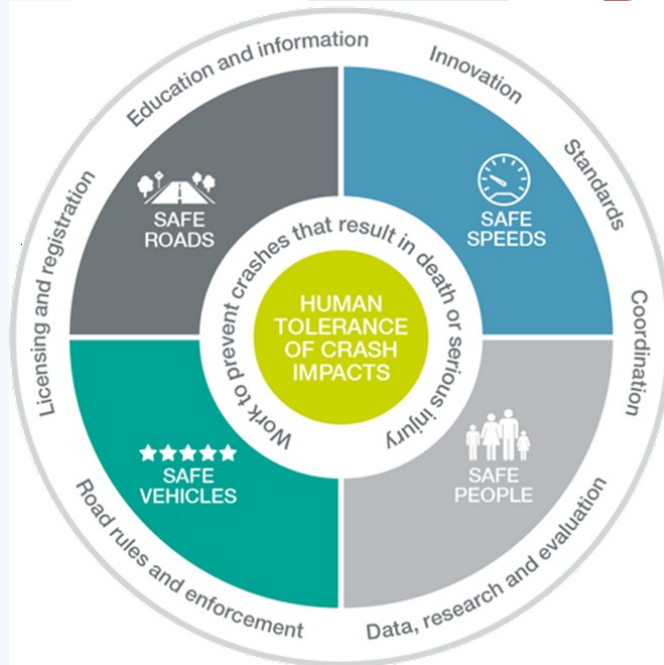 Education and information
Innovation
Standards
Coordination
Data, research and evaluation
Road rules and enforcement
Licensing and registration
SAFE
ROADS
SAFE
SPEEDS
SAFE
PEOPLE
SAFE
VEHICLES
Work to prevent crashes that result in death or serious injury
HUMAN
TOLERANCE
OF CRASH
IMPACTS